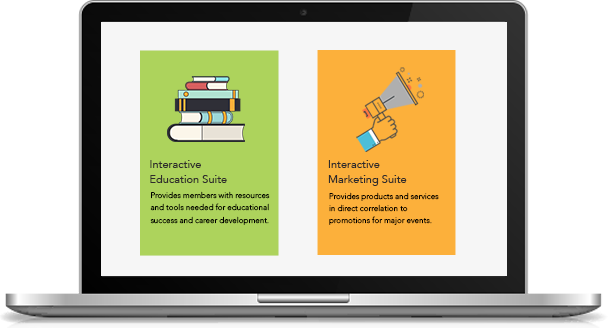 Interactive
Education Suite
Provides members with resources
and tools needed for educational
success and career development.
Interactive
Marketing Suite
Provides products and services
in direct correlation to
promotions for major events.